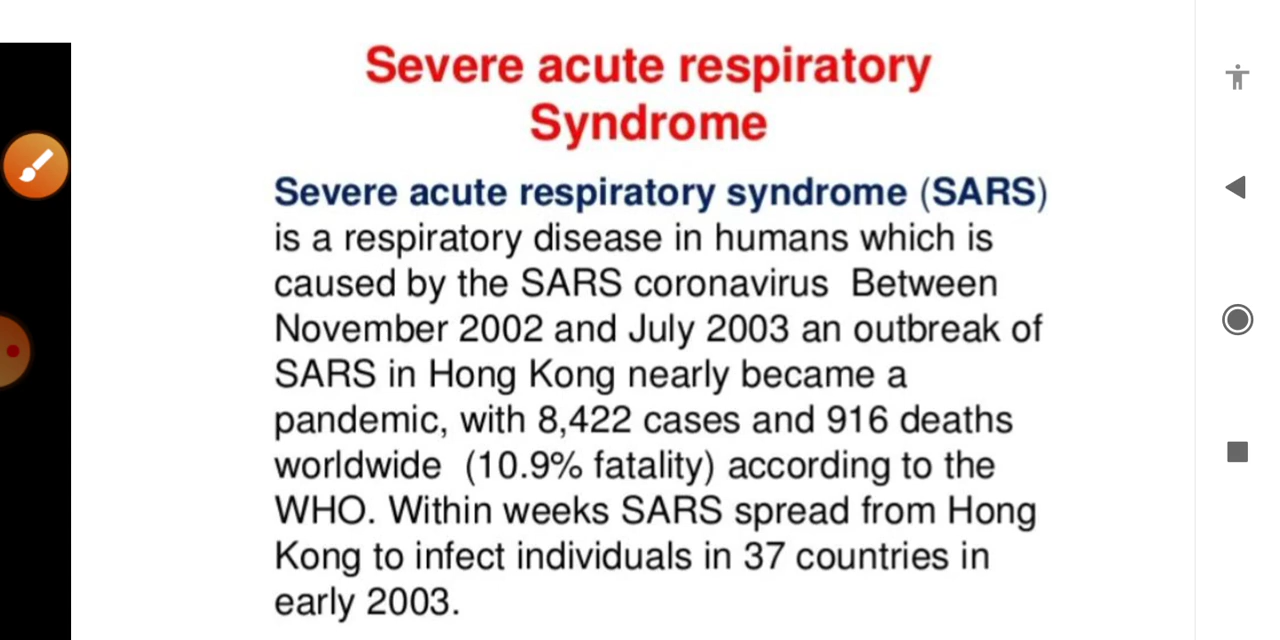 Severe acute respiratory
Syndrome
Severe acute respiratory syndrome (SARS)
is a respiratory disease in humans which is
caused by the SARS coronavirus  Between
November 2002 and July 2003 an outbreak of
SARS in Hong Kong nearly became a
pandemic, with 8,422 cases and 916 deaths
worldwide  (10.9% fatality) according to the
WHO. Within weeks SARS spread from Hong
Kong to infect individuals in 37 countries in
early 2003.